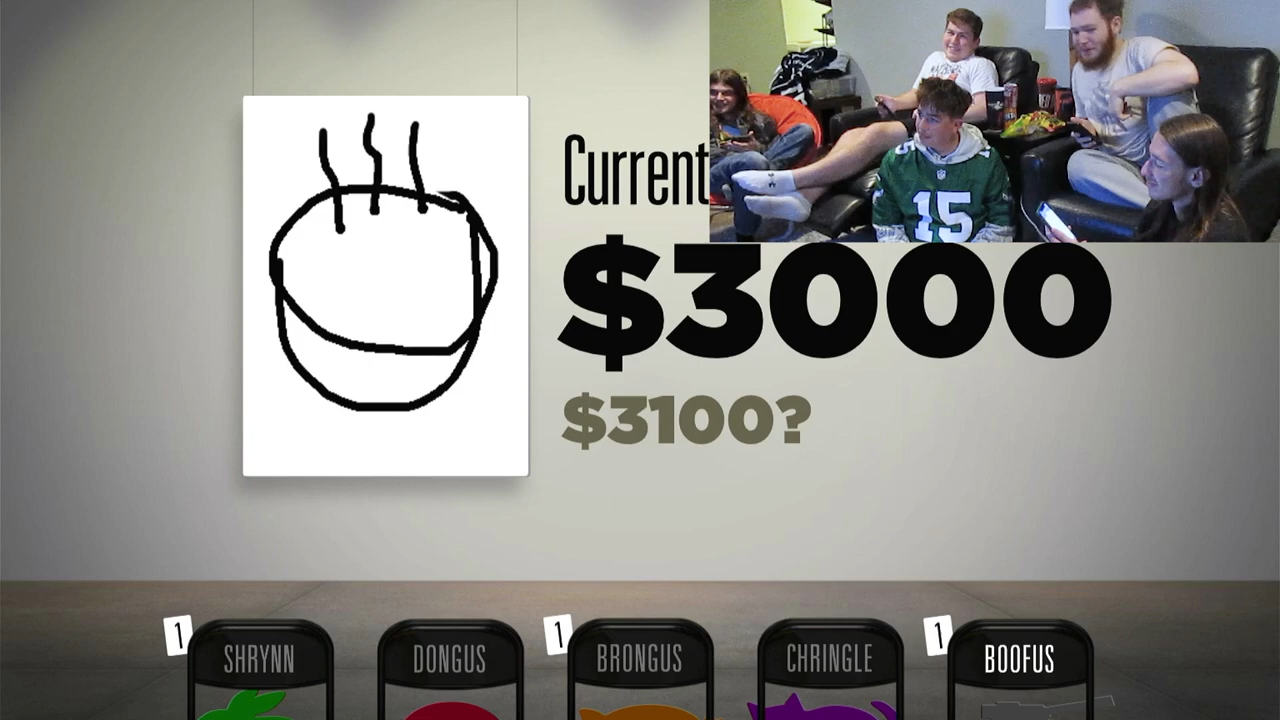 Current
$3000
$3100?
15
1
SHRYNN
DONGUS
1
BRONGUS
CHRINGLE
1
BOOFUS